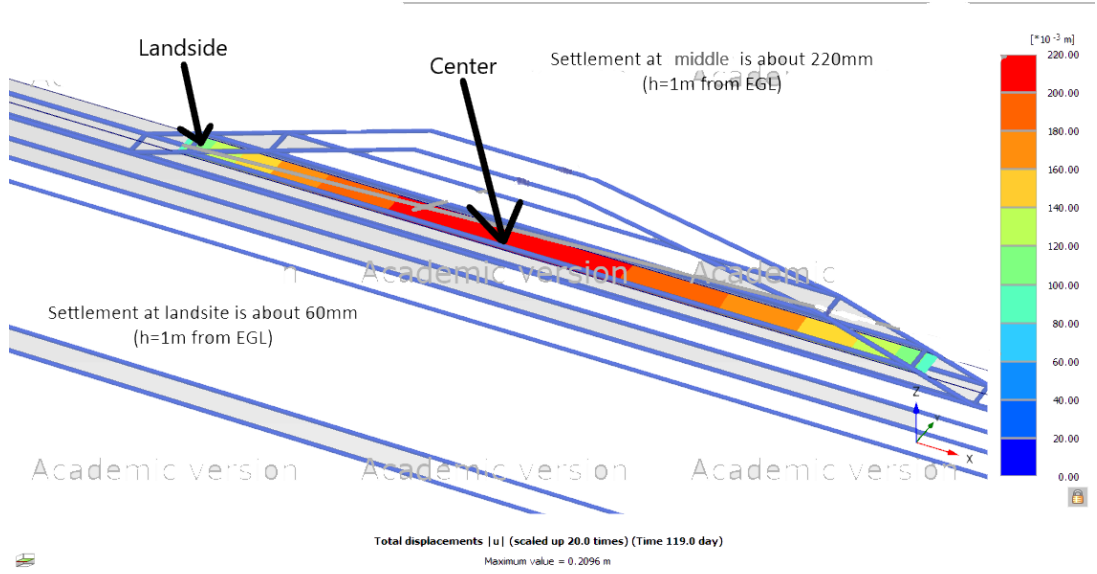 Landside
Center
Settlement at middle is about 220mm
(h=1m from EGL)
Settlement at landsite is about 60mm
(h=1m from EGL)
[*10⁻³ m]
220.00
200.00
180.00
160.00
140.00
120.00
100.00
80.00
60.00
40.00
20.00
0.00
Academic version
Z
Y
X
Academic version
Academic version
Academic version
Total displacements |u| (scaled up 20.0 times) (Time 119.0 day)
Maximum value = 0.2096 m